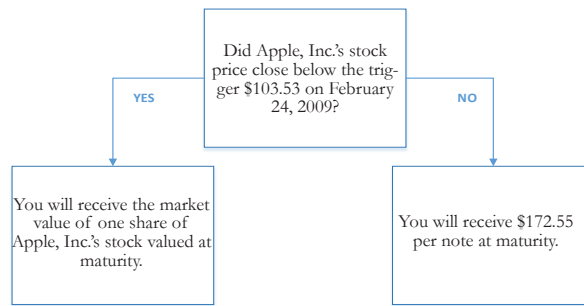 Did Apple, Inc.'s stock
price close below the trig-
ger $103.53 on February
24, 2009?
YES
NO
You will receive the market
value of one share of
Apple, Inc.'s stock valued at
maturity.
You will receive $172.55
per note at maturity.